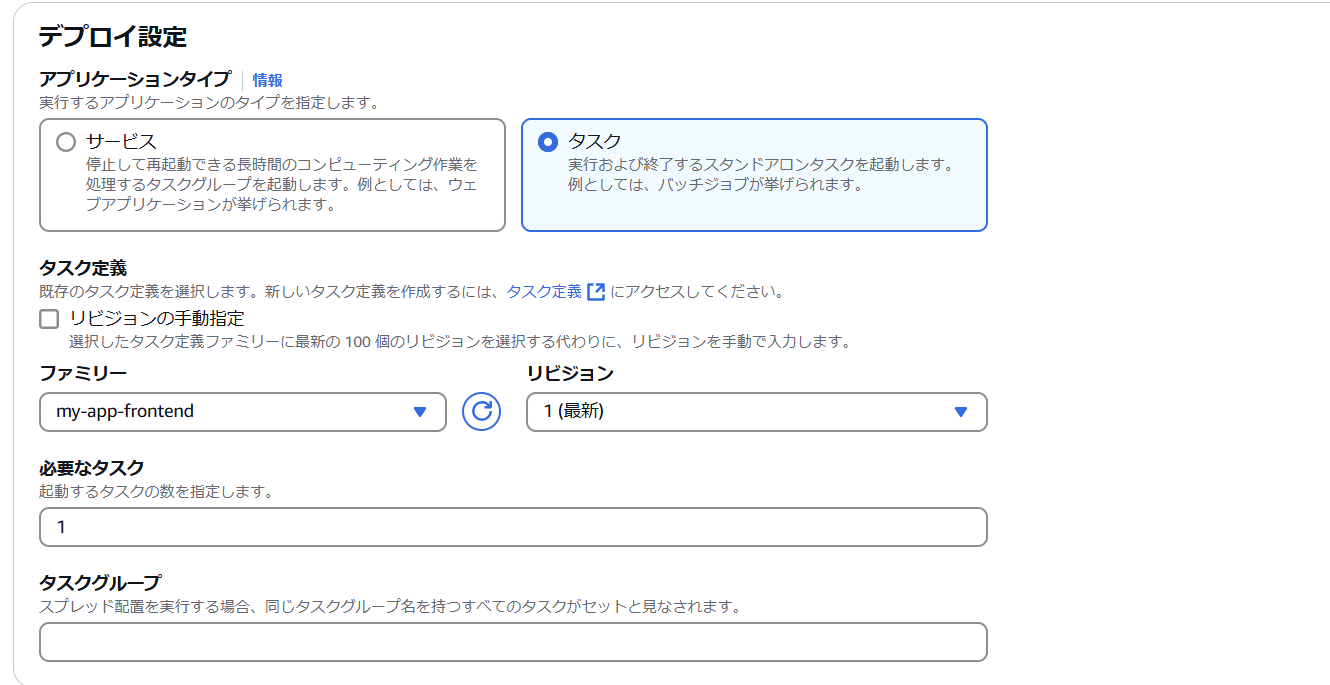 デプロイ設定
アプリケーションタイプ 情報
実行するアプリケーションのタイプを指定します。
サービス
停止して再起動できる長時間のコンピューティング作業を
処理するタスクグループを起動します。例としては、ウェ
ブアプリケーションが挙げられます。
タスク
実行および終了するスタンドアロンタスクを起動します。
例としては、バッチジョブが挙げられます。
タスク定義
既存のタスク定義を選択します。新しいタスク定義を作成するには、タスク定義 にアクセスしてください。
リビジョンの手動指定
選択したタスク定義ファミリーに最新の 100 個のリビジョンを選択する代わりに、リビジョンを手動で入力します。
ファミリー
my-app-frontend
リビジョン
1 (最新)
必要なタスク
起動するタスクの数を指定します。
1
タスクグループ
スプレッド配置を実行する場合、同じタスクグループ名を持つすべてのタスクがセットと見なされます。